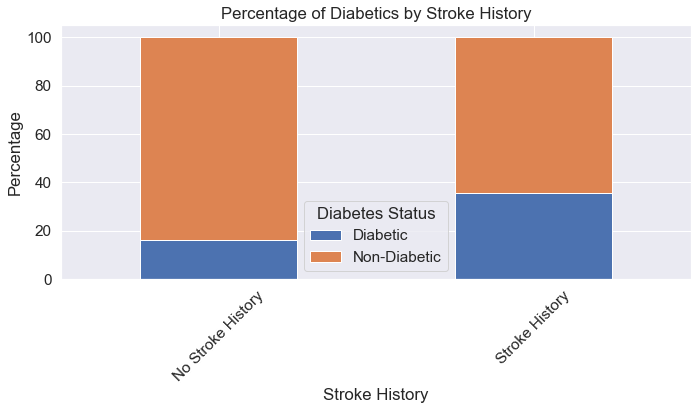 Percentage of Diabetics by Stroke History
100
80
60
40
20
0
Percentage
Diabetes Status
Diabetic
Non-Diabetic
No Stroke History
Stroke History
Stroke History